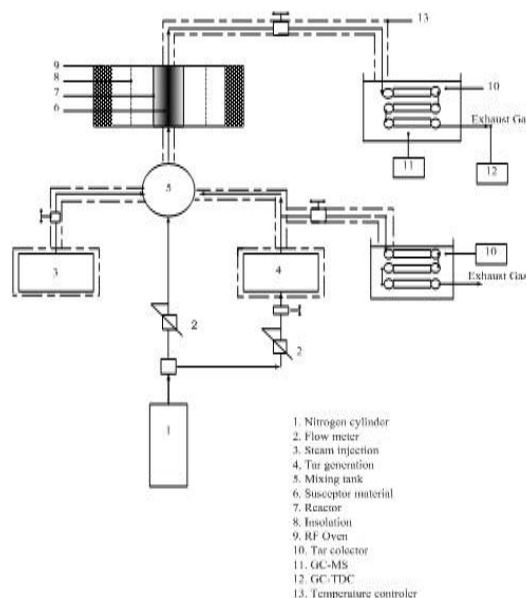 13
9
8
7
6
10
Exhaust Gas
11
12
5
3
4
10
Exhaust Gas
2
2
1
1. Nitrogen cylinder
2. Flow meter
3. Steam injection
4. Tar generation
5. Mixing tank
6. Susceptor material
7. Reactor
8. Insolation
9. RF Oven
10. Tar colector
11. GC-MS
12. GC-TDC
13. Temperature controler